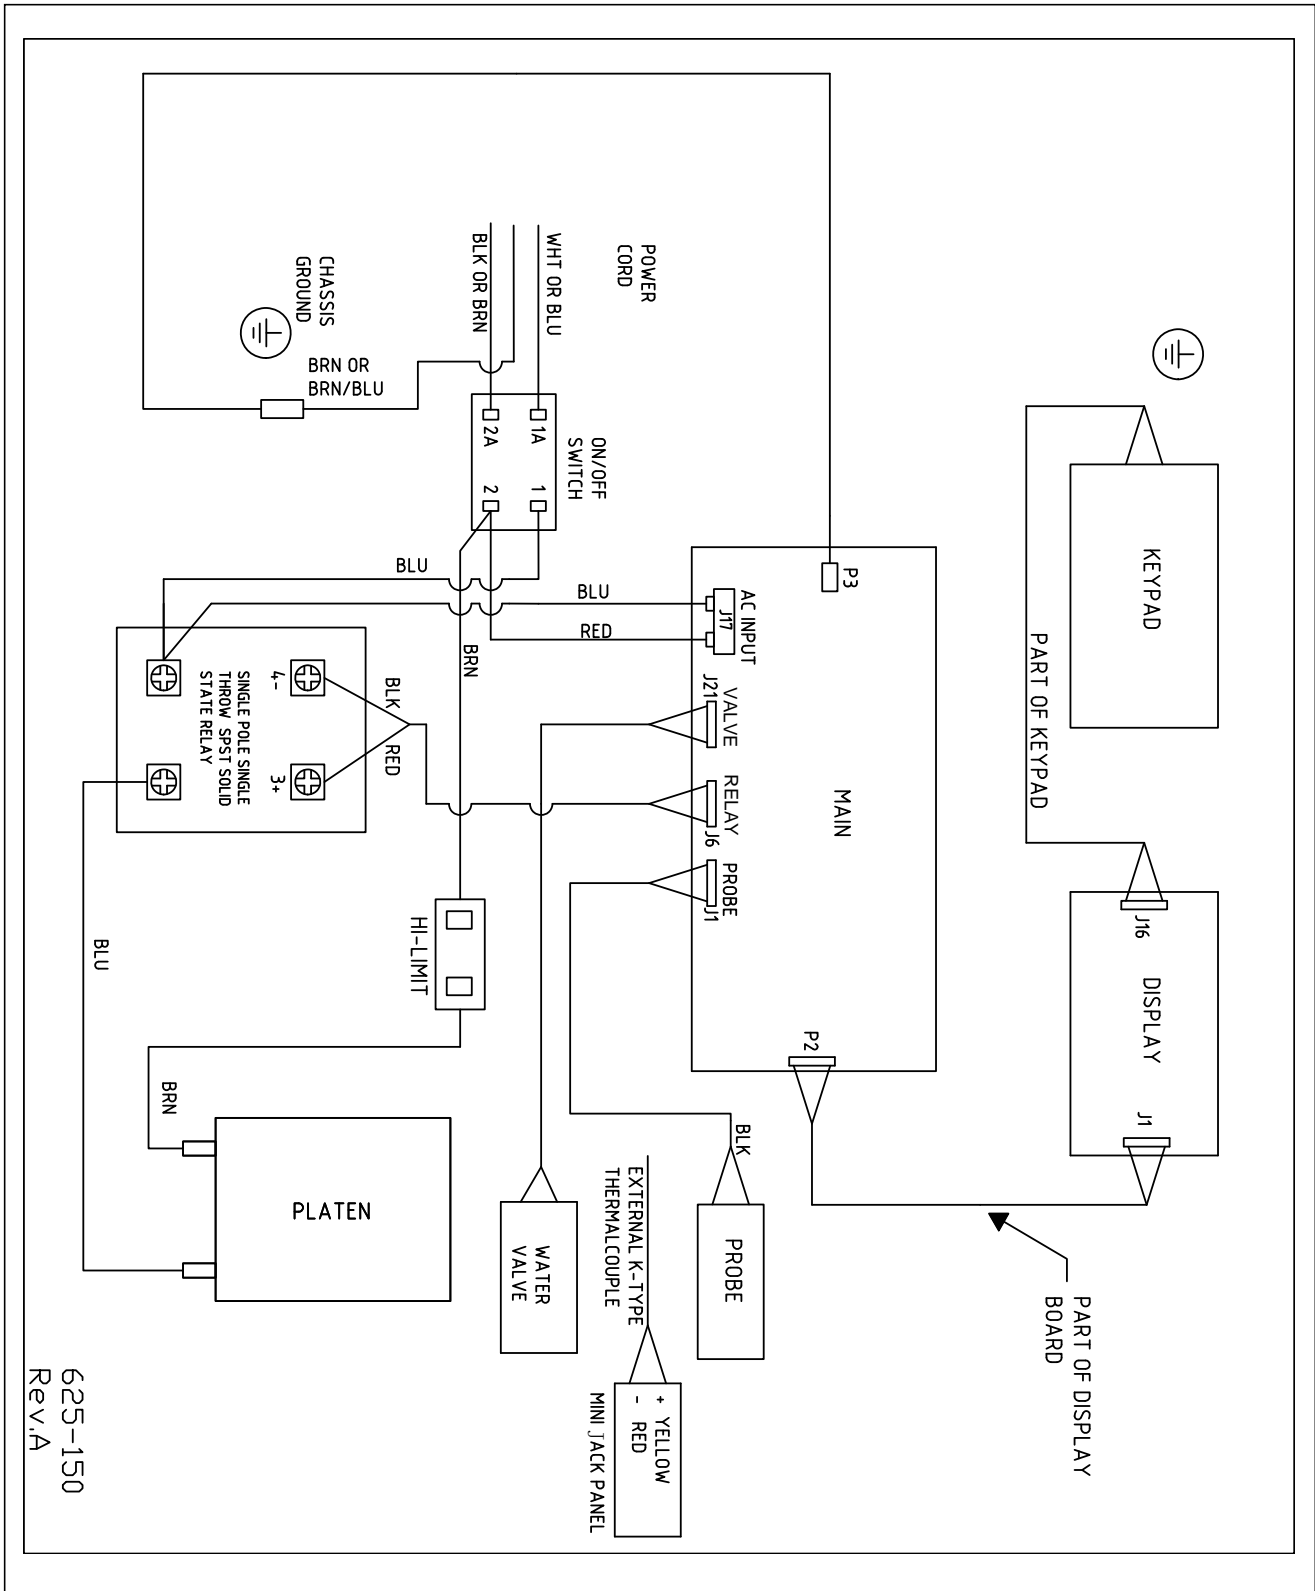 KEYPAD
PART OF KEYPAD
J16
DISPLAY
J1
PART OF DISPLAY
BOARD
POWER
CORD
WHT OR BLU
BLK OR BRN
CHASSIS
GROUND
BRN OR
BRN/BLU
ON/OFF
SWITCH
1A
1
2A
2
P3
MAIN
P2
AC INPUT
J17
VALVE
J21
RELAY
J6
PROBE
J1
BLU
RED
BLU
BRN
BLK
RED
4-
3+
SINGLE POLE SINGLE
THROW SPST SOLID
STATE RELAY
HI-LIMIT
BLU
BRN
PLATEN
WATER
VALVE
BLK
PROBE
EXTERNAL K-TYPE
THERMALCOUPLE
+ YELLOW
- RED
MINI JACK PANEL
625-150
Rev.A